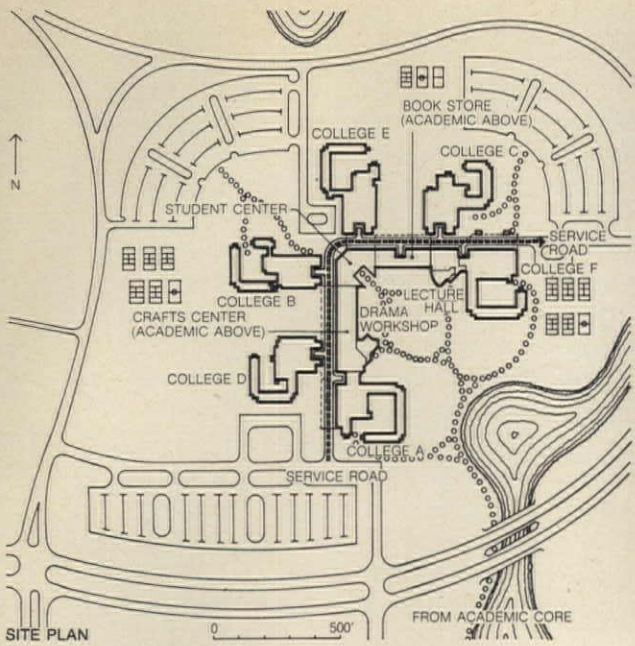 BOOK STORE
(ACADEMIC ABOVE)
COLLEGE E
COLLEGE C
N
STUDENT CENTER
SERVICE
ROAD
COLLEGE F
COLLEGE B
LECTURE
HALL
CRAFTS CENTER
(ACADEMIC ABOVE)
DRAMA
WORKSHOP
COLLEGE D
COLLEGE A
SERVICE ROAD
FROM ACADEMIC CORE
SITE PLAN
0 500'